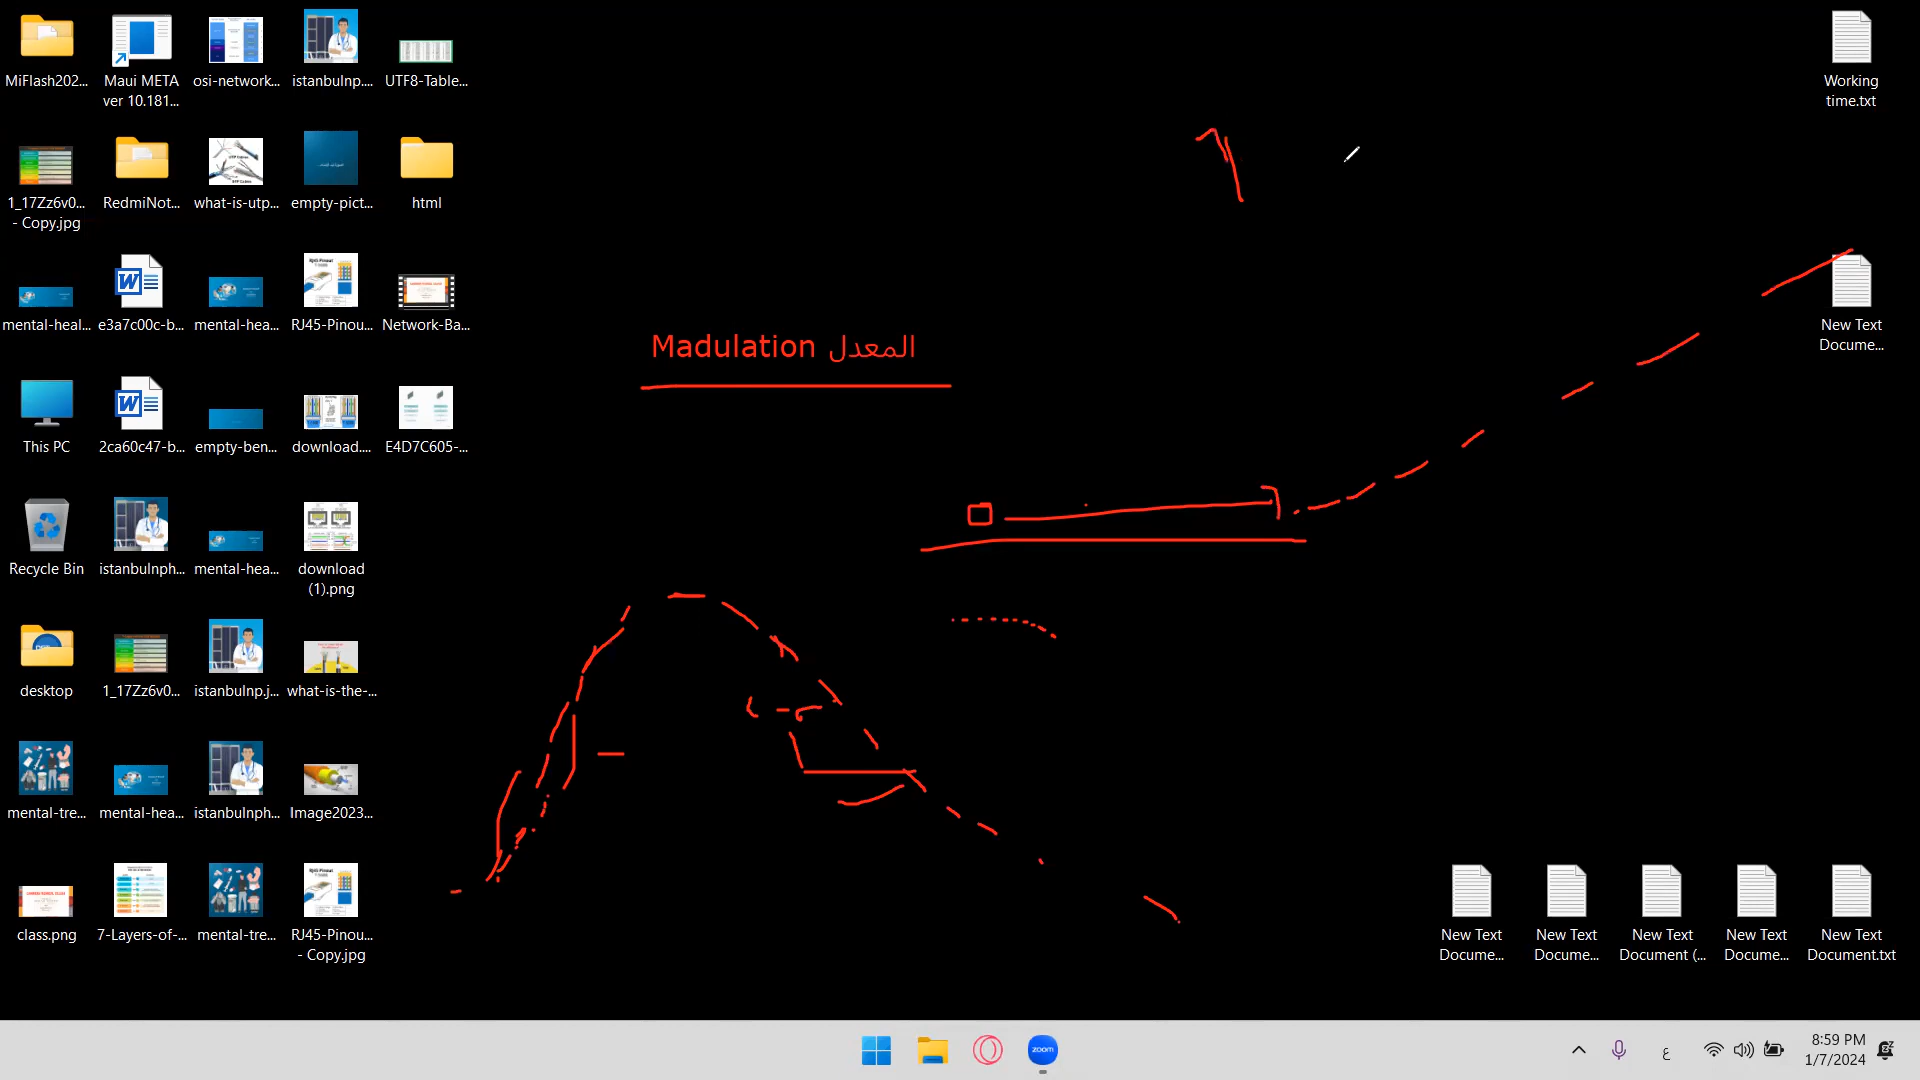 MiFlash202...
Maui META
ver 10.181...
osi-network...
istanbulnp....
UTF8-Table...
Working
time.txt
1_17Zz6v0...
- Copy.jpg
RedmiNot...
what-is-utp...
empty-pict...
html
mental-heal...
e3a7c00c-b...
mental-hea...
RJ45-Pinou...
Network-Ba...
New Text
Docume...
Madulation المعدل
This PC
2ca60c47-b...
empty-ben...
download....
E4D7C605-...
Recycle Bin
istanbulnph...
mental-hea...
download
(1).png
desktop
1_17Zz6v0...
istanbulnp.j...
what-is-the-...
mental-tre...
mental-hea...
istanbulnph...
Image2023...
class.png
7-Layers-of-...
mental-tre...
RJ45-Pinou...
- Copy.jpg
New Text
Docume...
New Text
Docume...
New Text
Document (...
New Text
Docume...
New Text
Document.txt
zoom
ع
8:59 PM
1/7/2024